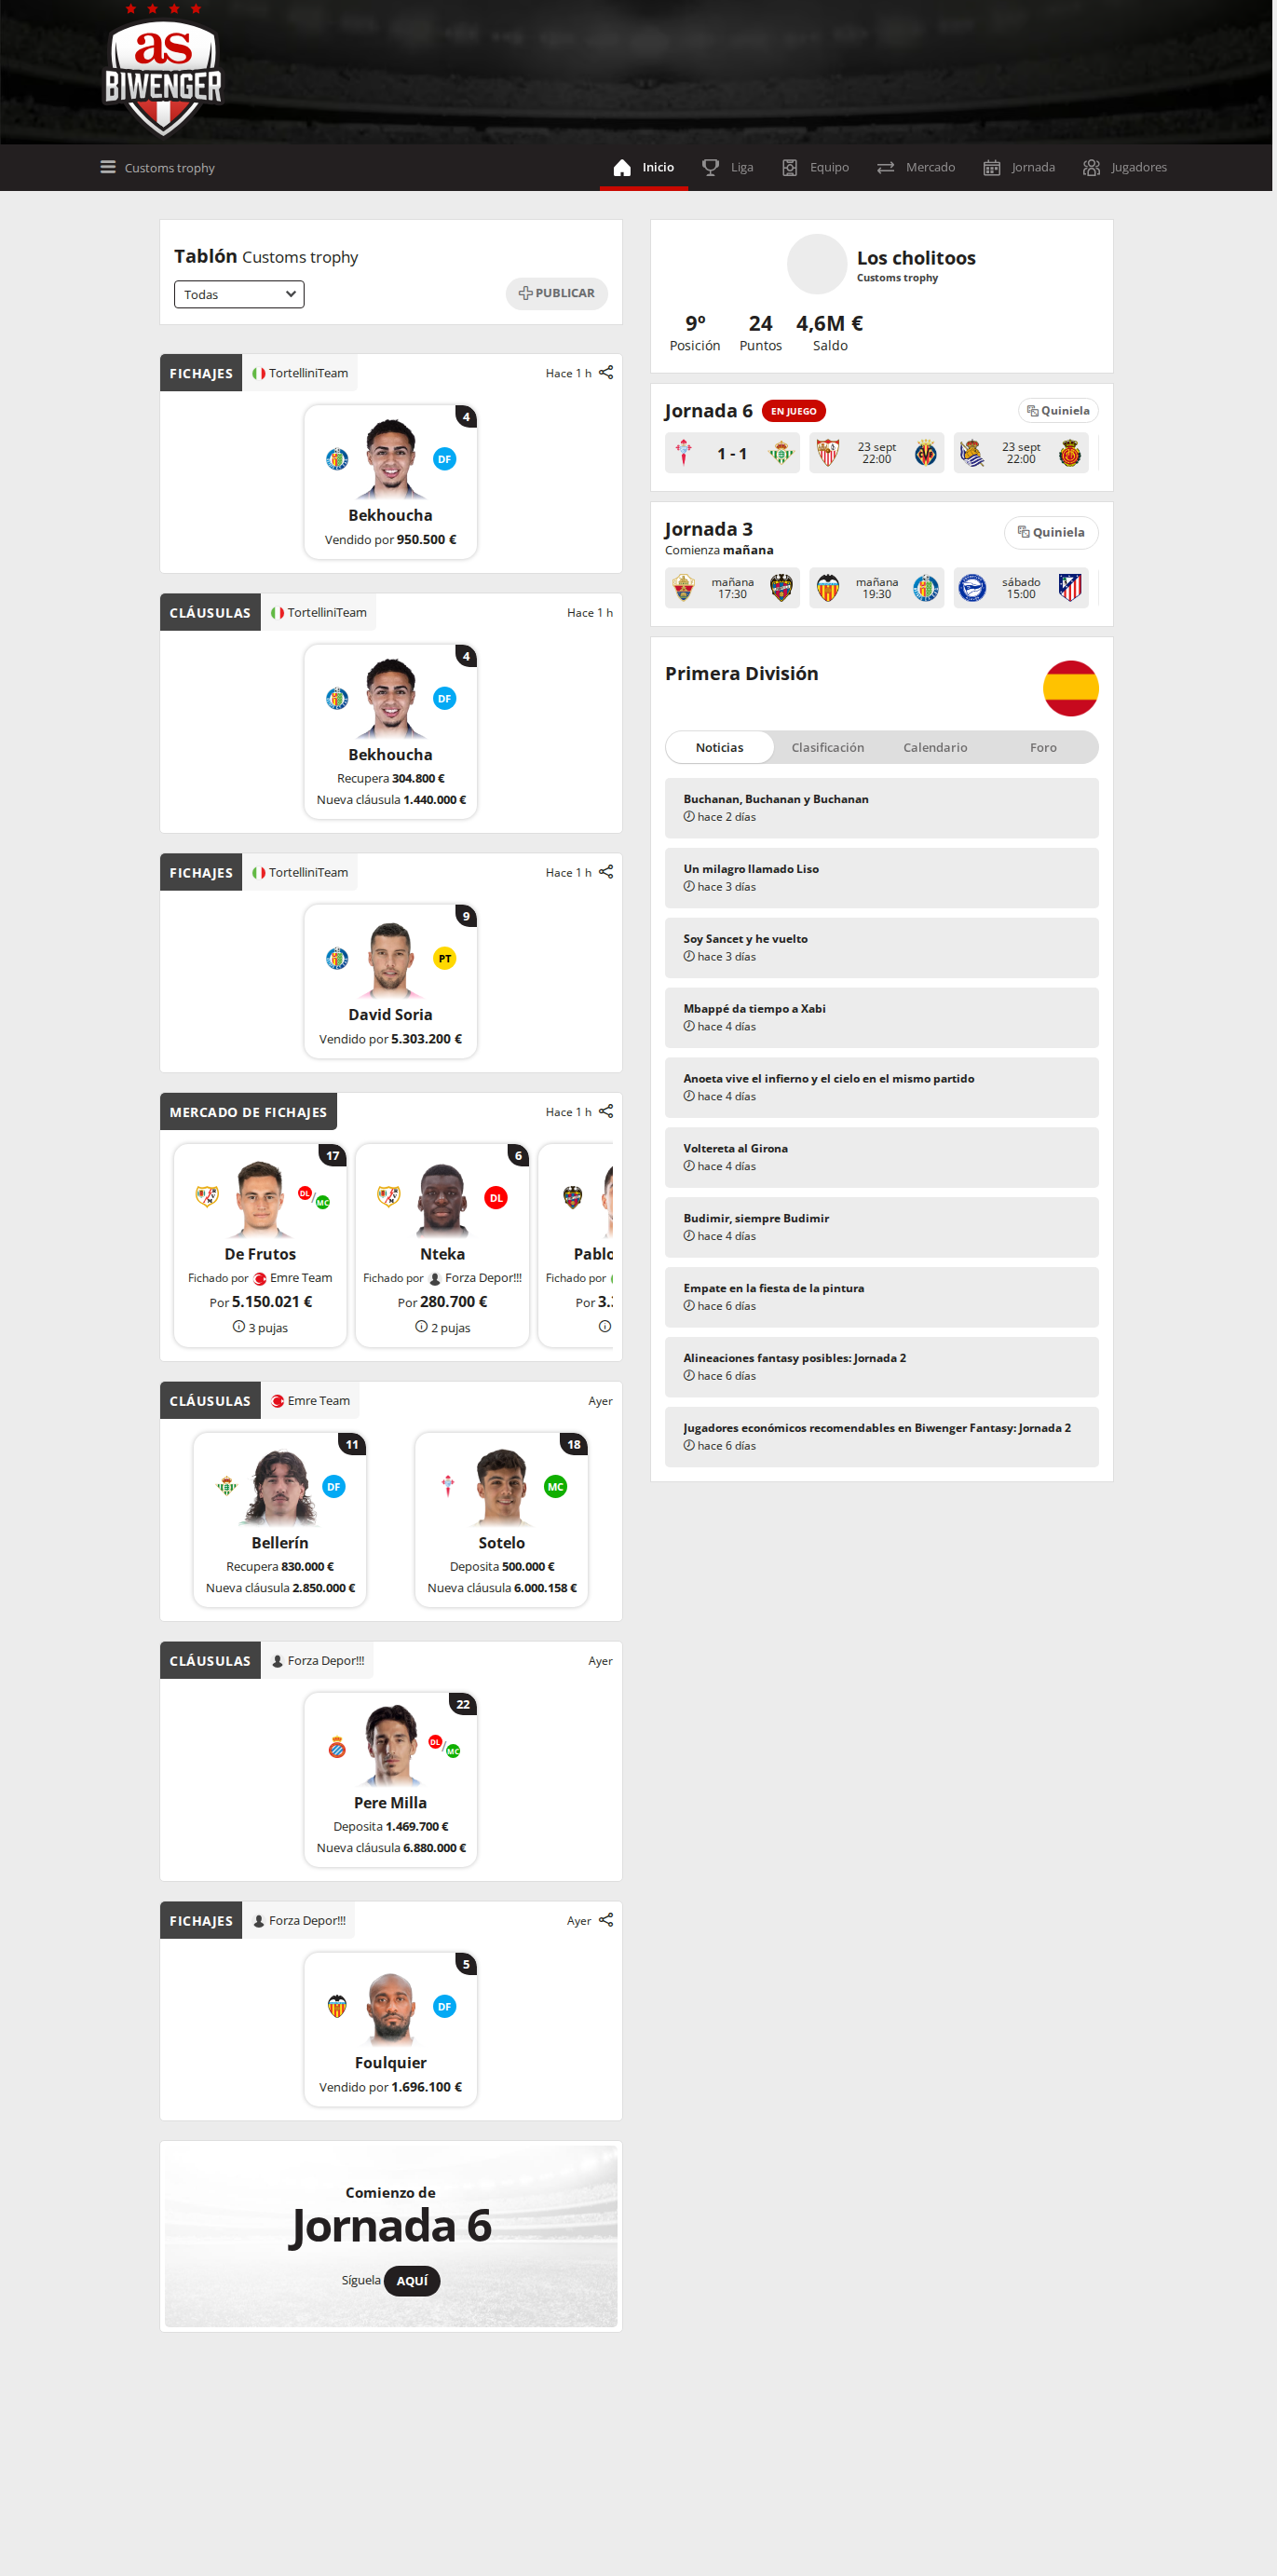 as
BIWENGER
Customs trophy
Inicio
Liga
Equipo
Mercado
Jornada
Jugadores
Tablón Customs trophy
Todas
PUBLICAR
FICHAJES TortelliniTeam Hace 1 h
4
DF
Bekhoucha
Vendido por 950.500 €
CLÁUSULAS TortelliniTeam Hace 1 h
4
DF
Bekhoucha
Recupera 304.800 €
Nueva cláusula 1.440.000 €
FICHAJES TortelliniTeam Hace 1 h
9
PT
David Soria
Vendido por 5.303.200 €
MERCADO DE FICHAJES Hace 1 h
17
DL/MC
De Frutos
Fichado por Emre Team
Por 5.150.021 €
3 pujas
6
DL
Nteka
Fichado por Forza Depor!!!
Por 280.700 €
2 pujas
Pablo
Fichado por
Por 3.
CLÁUSULAS Emre Team Ayer
11
DF
Bellerín
Recupera 830.000 €
Nueva cláusula 2.850.000 €
18
MC
Sotelo
Deposita 500.000 €
Nueva cláusula 6.000.158 €
CLÁUSULAS Forza Depor!!! Ayer
22
DL/MC
Pere Milla
Deposita 1.469.700 €
Nueva cláusula 6.880.000 €
FICHAJES Forza Depor!!! Ayer
5
DF
Foulquier
Vendido por 1.696.100 €
Comienzo de
Jornada 6
Síguela AQUÍ
Los cholitoos
Customs trophy
9º 24 4,6M €
Posición Puntos Saldo
Jornada 6 EN JUEGO Quiniela
1 - 1
23 sept
22:00
23 sept
22:00
Jornada 3 Quiniela
Comienza mañana
mañana
17:30
mañana
19:30
sábado
15:00
Primera División
Noticias Clasificación Calendario Foro
Buchanan, Buchanan y Buchanan
hace 2 días
Un milagro llamado Liso
hace 3 días
Soy Sancet y he vuelto
hace 3 días
Mbappé da tiempo a Xabi
hace 4 días
Anoeta vive el infierno y el cielo en el mismo partido
hace 4 días
Voltereta al Girona
hace 4 días
Budimir, siempre Budimir
hace 4 días
Empate en la fiesta de la pintura
hace 6 días
Alineaciones fantasy posibles: Jornada 2
hace 6 días
Jugadores económicos recomendables en Biwenger Fantasy: Jornada 2
hace 6 días